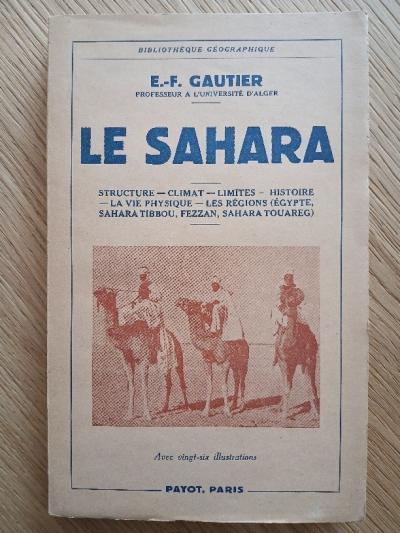 BIBLIOTHÈQUE GÉOGRAPHIQUE
E.-F. GAUTIER
PROFESSEUR A L'UNIVERSITÉ D'ALGER
LE SAHARA
STRUCTURE — CLIMAT — LIMITES - HISTOIRE
— LA VIE PHYSIQUE — LES RÉGIONS (ÉGYPTE,
SAHARA TIBBOU, FEZZAN, SAHARA TOUAREG)
Avec vingt-six illustrations
PAYOT, PARIS